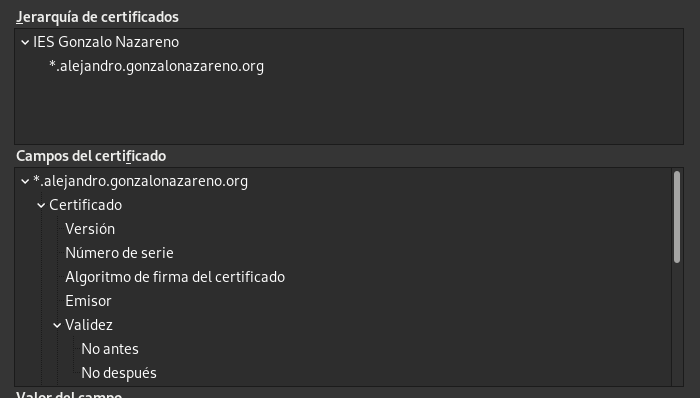 Jerarquía de certificados
IES Gonzalo Nazareno
*.alejandro.gonzalonazareno.org
Campos del certificado
*.alejandro.gonzalonazareno.org
Certificado
Versión
Número de serie
Algoritmo de firma del certificado
Emisor
Validez
No antes
No después
Valor del campo